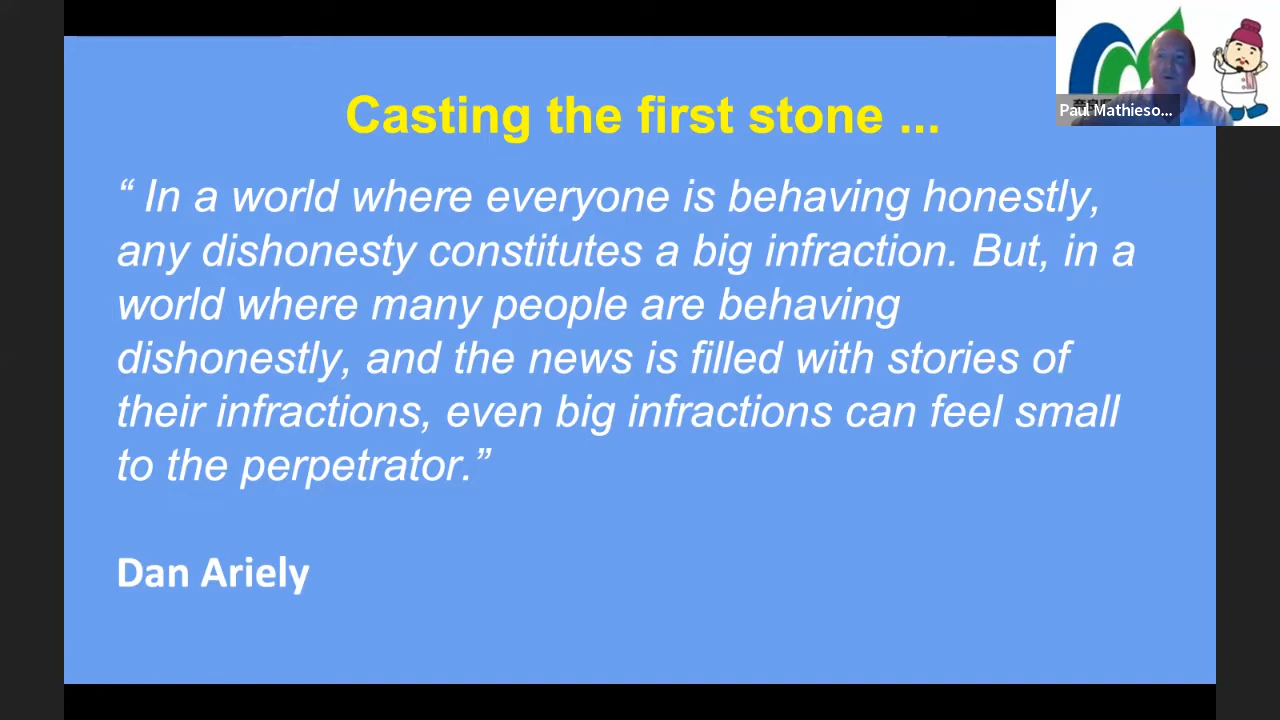 Casting the first stone ...
“ In a world where everyone is behaving honestly,
any dishonesty constitutes a big infraction. But, in a
world where many people are behaving
dishonestly, and the news is filled with stories of
their infractions, even big infractions can feel small
to the perpetrator.”
Dan Ariely
Paul Mathieso...